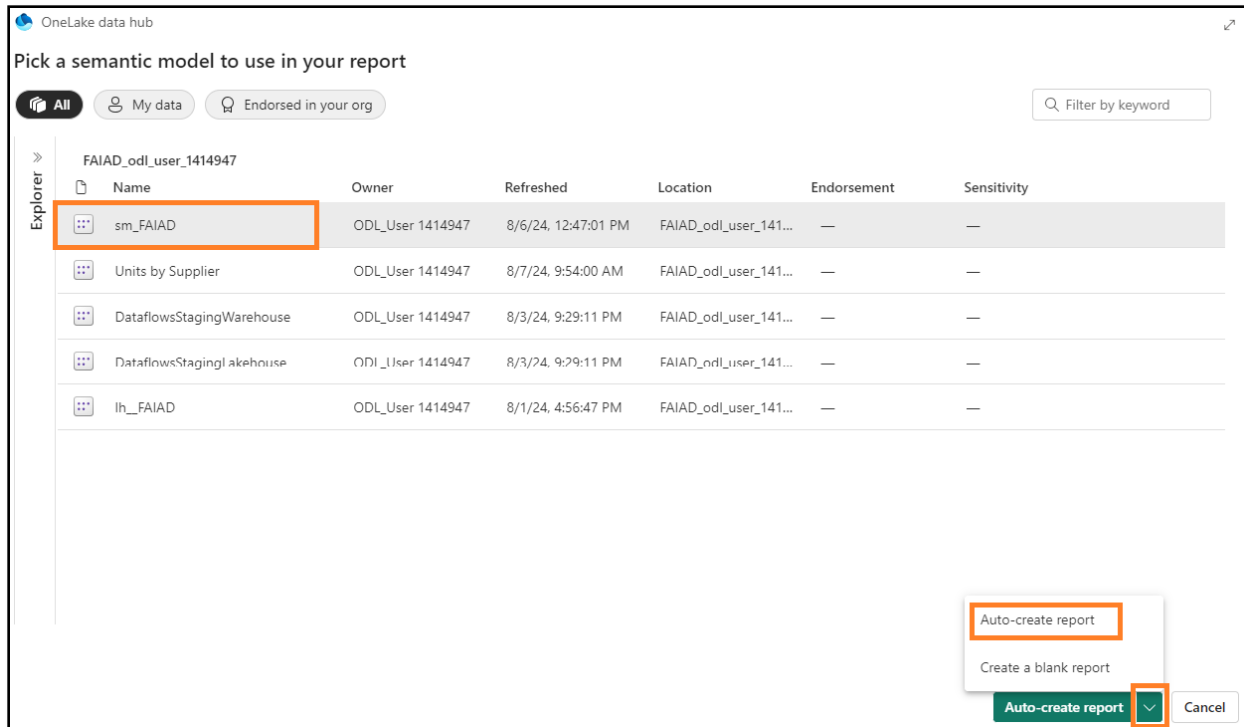 OneLake data hub
Pick a semantic model to use in your report
All My data Endorsed in your org Filter by keyword
Explorer
FAIAD_odl_user_1414947
Name Owner Refreshed Location Endorsement Sensitivity
sm_FAIAD ODL_User 1414947 8/6/24, 12:47:01 PM FAIAD_odl_user_141... — —
Units by Supplier ODL_User 1414947 8/7/24, 9:54:00 AM FAIAD_odl_user_141... — —
DataflowsStagingWarehouse ODL_User 1414947 8/3/24, 9:29:11 PM FAIAD_odl_user_141... — —
DataflowsStagingLakehouse ODL_User 1414947 8/3/24, 9:29:11 PM FAIAD_odl_user_141... — —
lh__FAIAD ODL_User 1414947 8/1/24, 4:56:47 PM FAIAD_odl_user_141... — —
Auto-create report
Create a blank report
Auto-create report Cancel